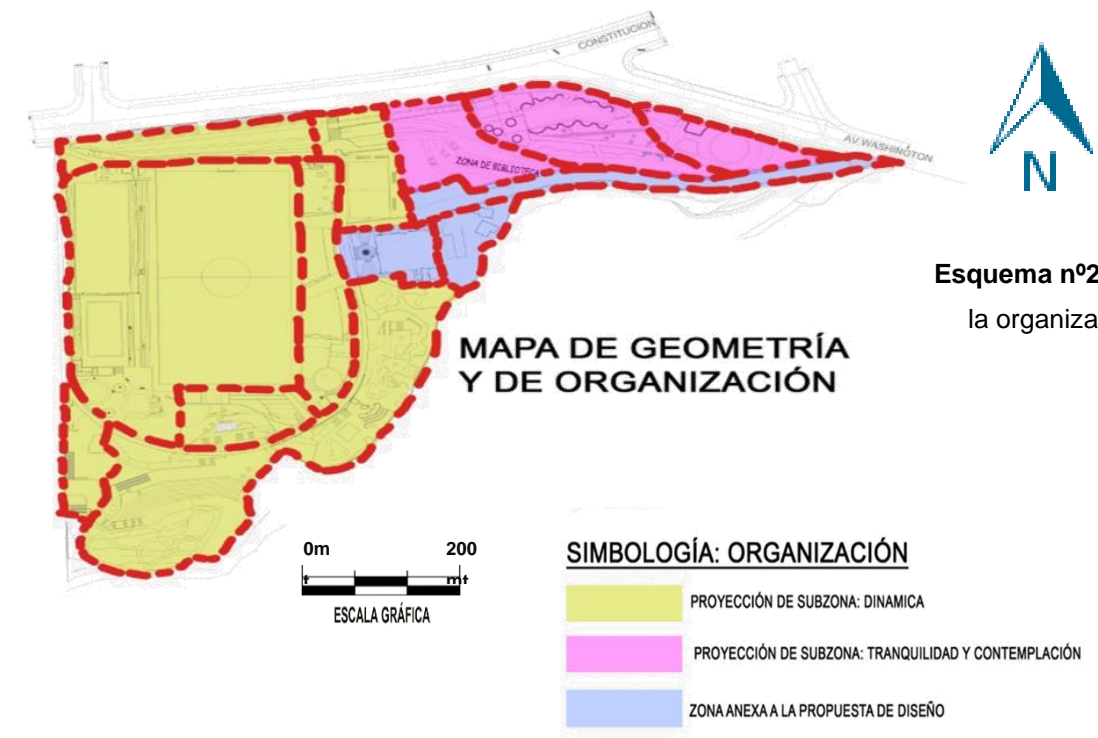 CONSTITUCION
AV. WASHINGTON
ZONA DE BIBLIOTECA
N
Esquema nº2
la organiza
MAPA DE GEOMETRÍA
Y DE ORGANIZACIÓN
0m 200
mt
ESCALA GRÁFICA
SIMBOLOGÍA: ORGANIZACIÓN
PROYECCIÓN DE SUBZONA: DINAMICA
PROYECCIÓN DE SUBZONA: TRANQUILIDAD Y CONTEMPLACIÓN
ZONA ANEXA A LA PROPUESTA DE DISEÑO